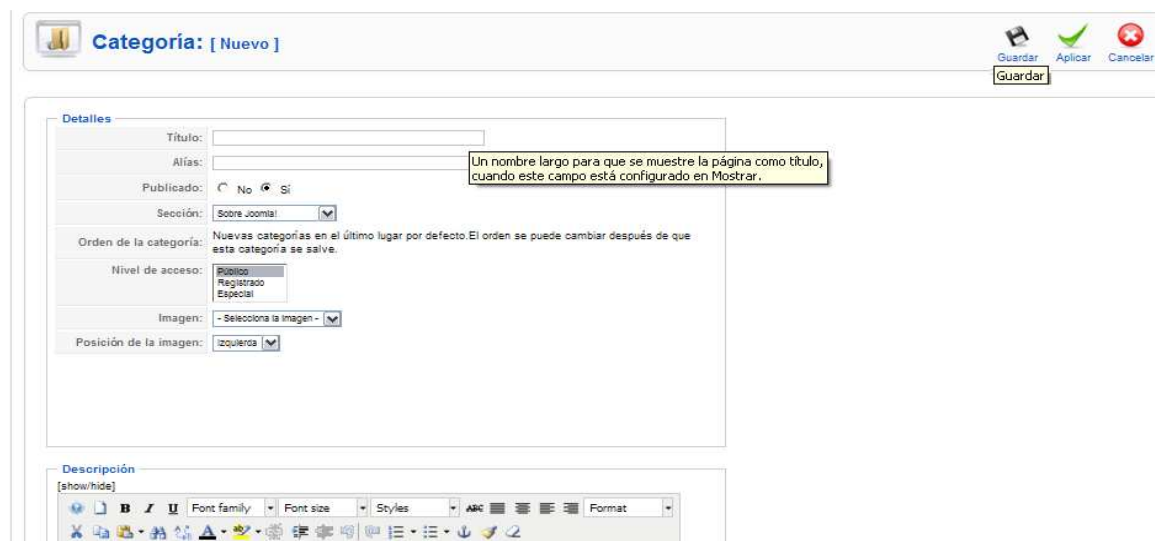 Categoría: [ Nuevo ]
Guardar Aplicar Cancelar
Guardar
Detalles
Título:
Un nombre largo para que se muestre la página como título,
cuando este campo está configurado en Mostrar.
Alías:
Publicado: No Sí
Sección: Sobre Joomla!
Orden de la categoría: Nuevas categorías en el último lugar por defecto.El orden se puede cambiar después de que
esta categoría se salve.
Nivel de acceso: Público
Registrado
Especial
Imagen: - Selecciona la imagen -
Posición de la imagen: Izquierda
Descripción
[show/hide]
B I U Font family Font size Styles ABC Format
A ab